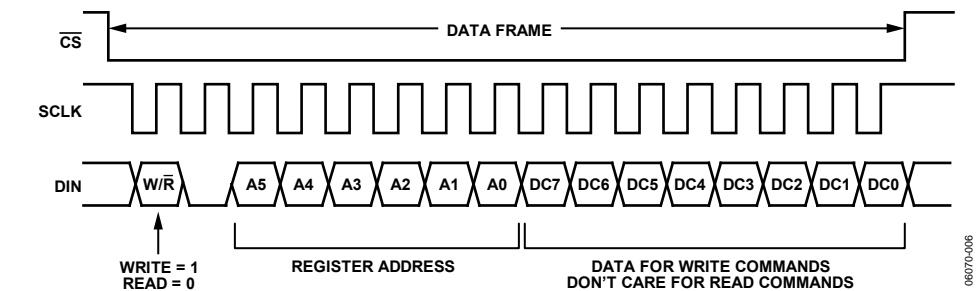 DATA FRAME
CS
SCLK
DIN
W/R A5 A4 A3 A2 A1 A0 DC7 DC6 DC5 DC4 DC3 DC2 DC1 DC0
WRITE = 1
READ = 0
REGISTER ADDRESS
DATA FOR WRITE COMMANDS
DON'T CARE FOR READ COMMANDS
06070-006